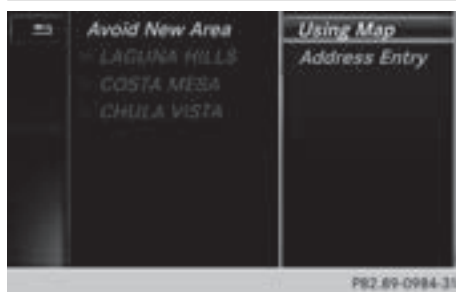 Avoid New Area
LAGUNA HILLS
COSTA MESA
CHULA VISTA
Using Map
Address Entry
P82.89-0984-31